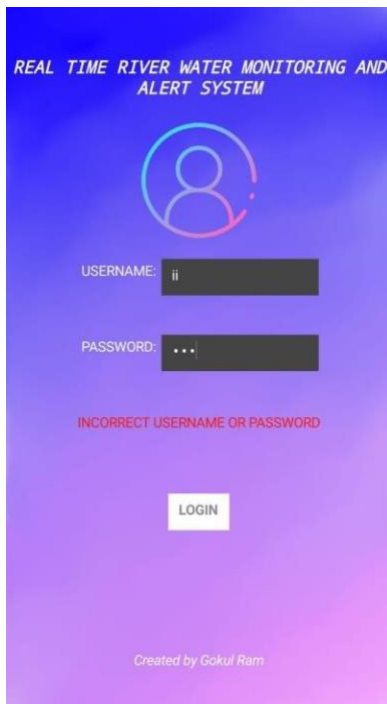 REAL TIME RIVER WATER MONITORING AND
ALERT SYSTEM
USERNAME: ii
PASSWORD: •••
INCORRECT USERNAME OR PASSWORD
LOGIN
Created by Gokul Ram